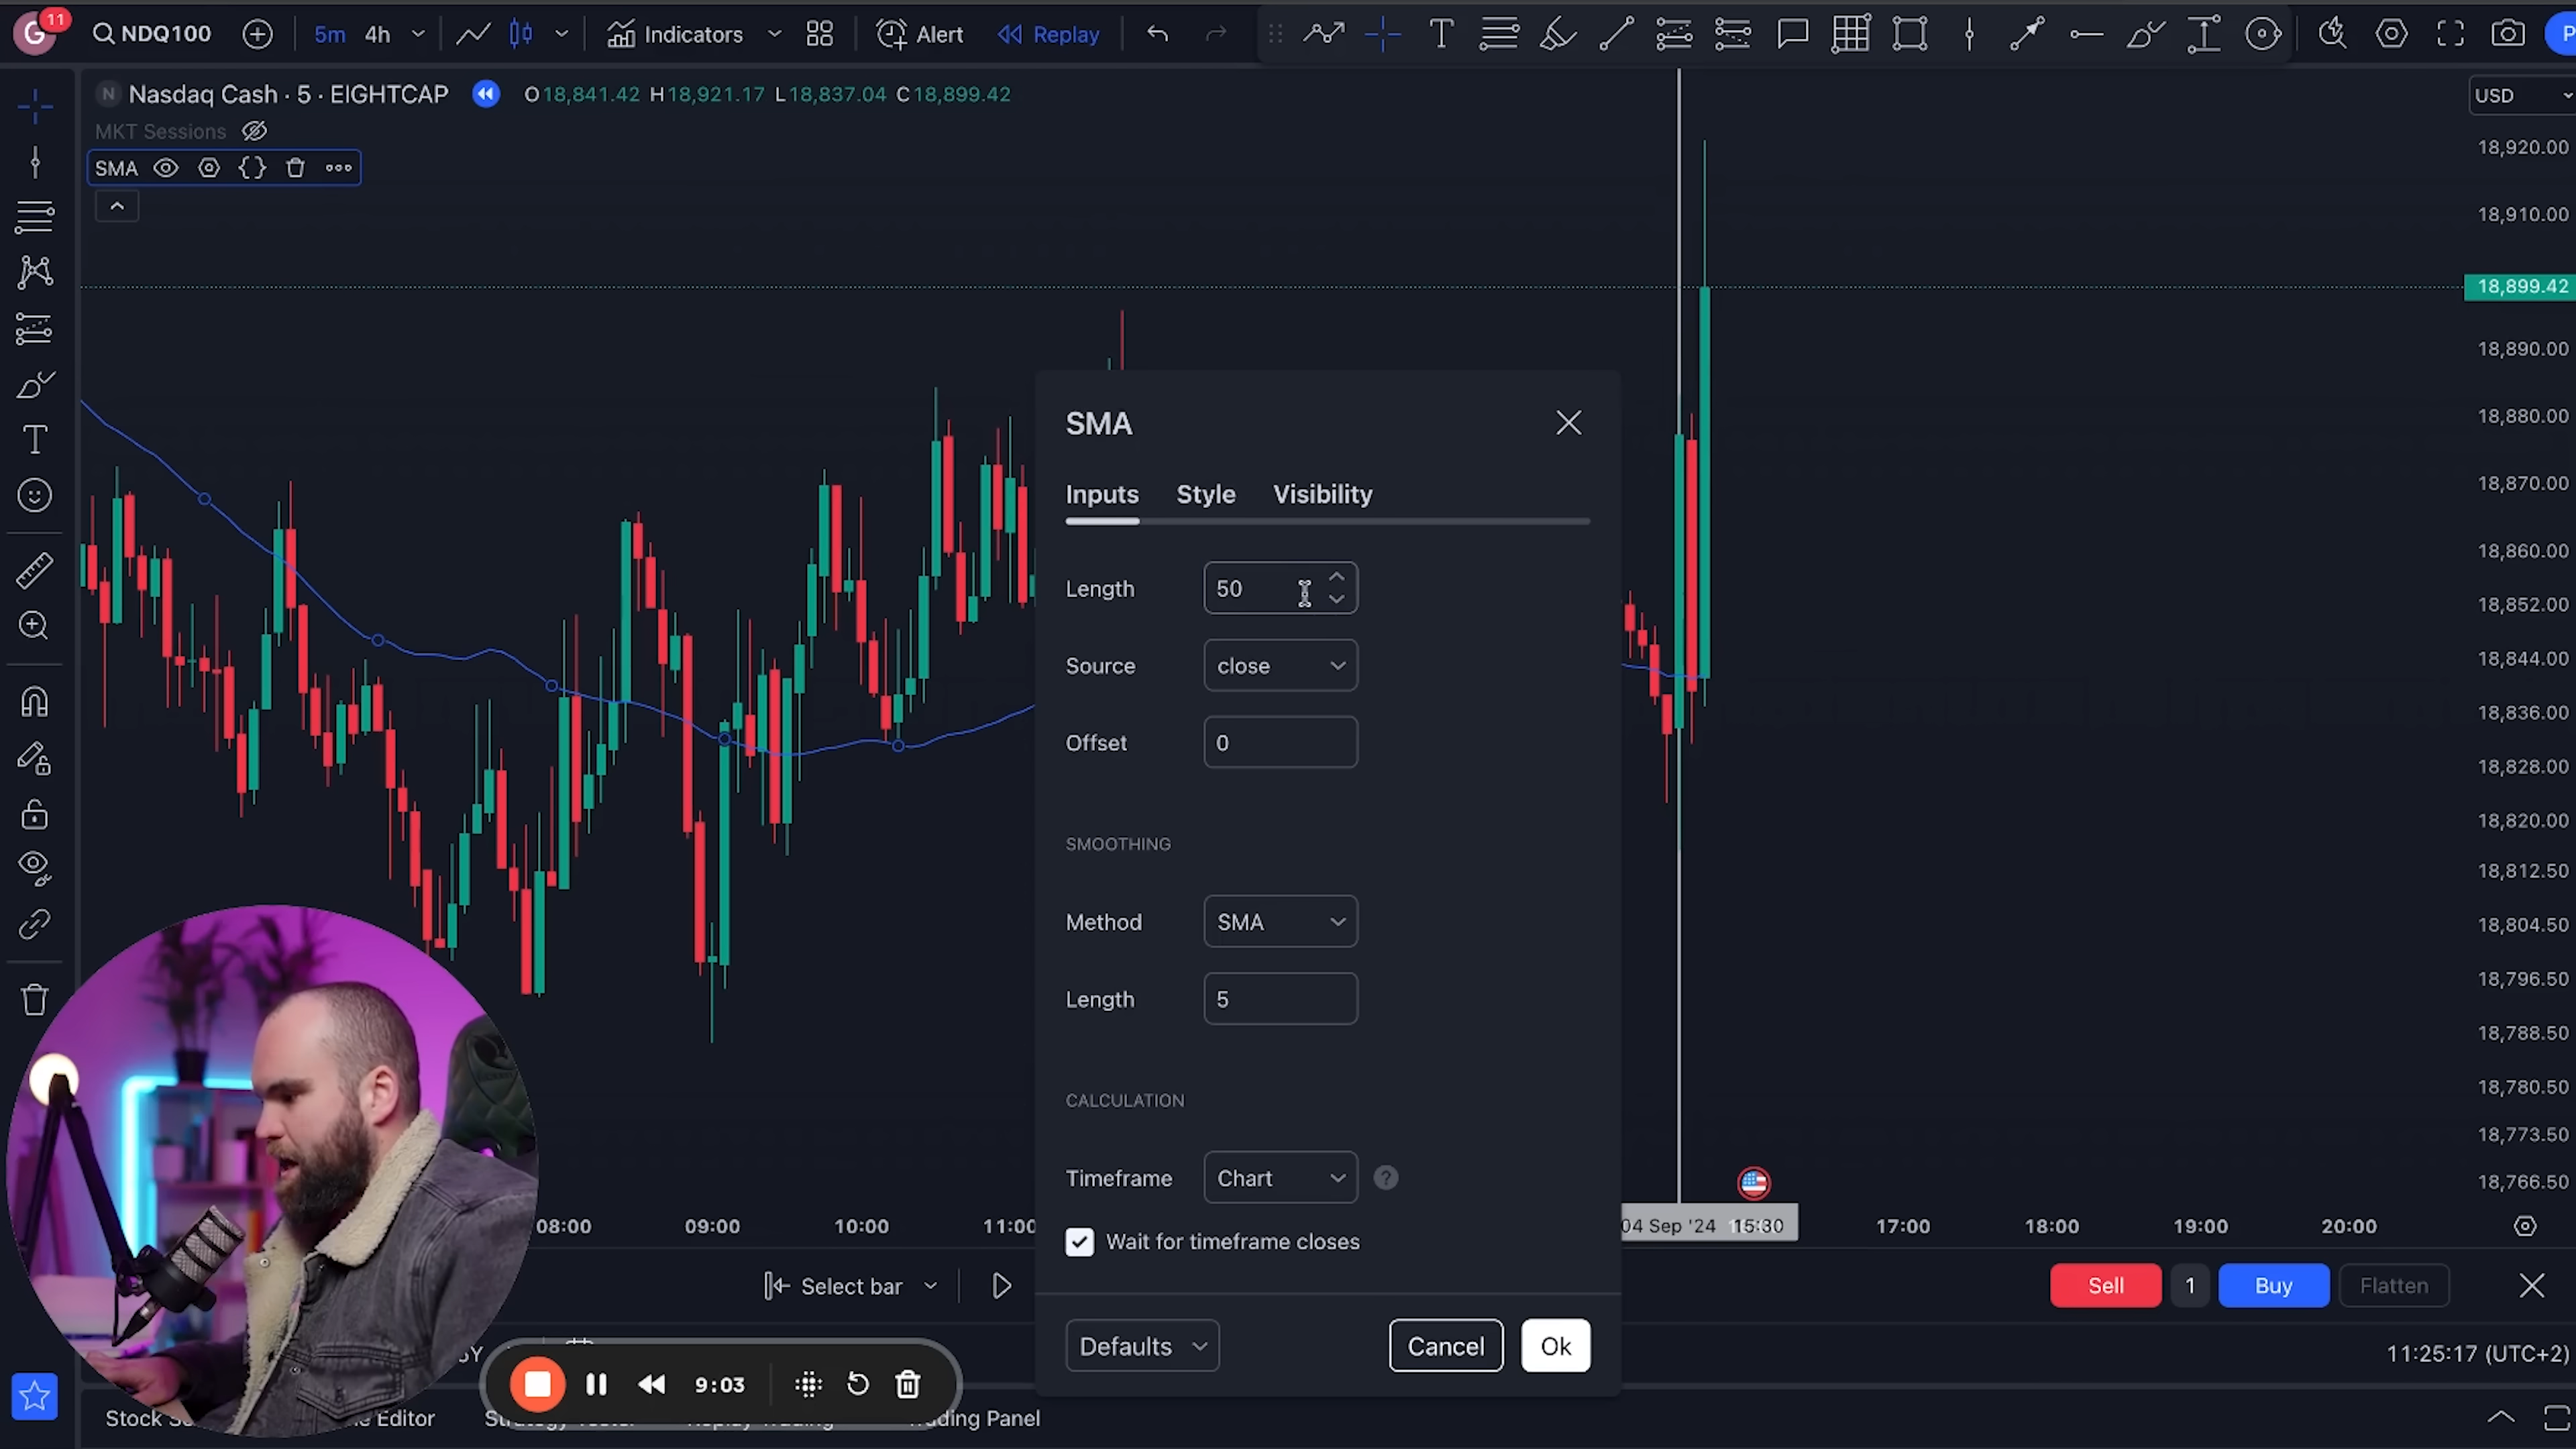 G 11 NDQ100 5m 4h Indicators Alert Replay P
N Nasdaq Cash · 5 · EIGHTCAP O18,841.42 H18,921.17 L18,837.04 C18,899.42
USD
MKT Sessions
SMA
18,920.00
18,910.00
18,899.42
18,890.00
18,880.00
18,870.00
18,860.00
18,852.00
18,844.00
18,836.00
18,828.00
18,820.00
18,812.50
18,804.50
18,796.50
18,788.50
18,780.50
18,773.50
18,766.50
SMA
Inputs Style Visibility
Length 50
Source close
Offset 0
SMOOTHING
Method SMA
Length 5
CALCULATION
Timeframe Chart ?
Wait for timeframe closes
Defaults Cancel Ok
08:00 09:00 10:00 11:00 04 Sep '24 15:30 17:00 18:00 19:00 20:00
Select bar Sell 1 Buy Flatten
9:03
11:25:17 (UTC+2)
Stock Editor Trading Panel